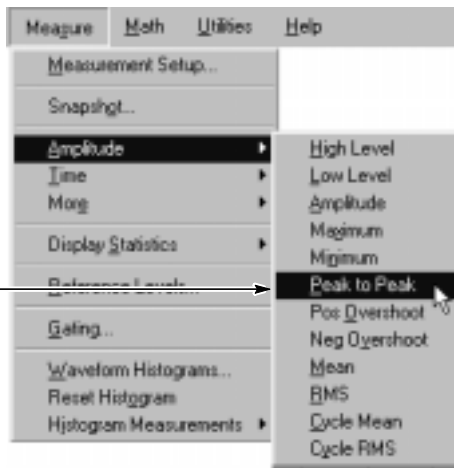 Measure Math Utilities Help
Measurement Setup...
Snapshot...
Amplitude
Time
More
Display Statistics
Reference Levels...
Gating...
Waveform Histograms...
Reset Histogram
Histogram Measurements
High Level
Low Level
Amplitude
Maximum
Minimum
Peak to Peak
Pos Overshoot
Neg Overshoot
Mean
RMS
Cycle Mean
Cycle RMS